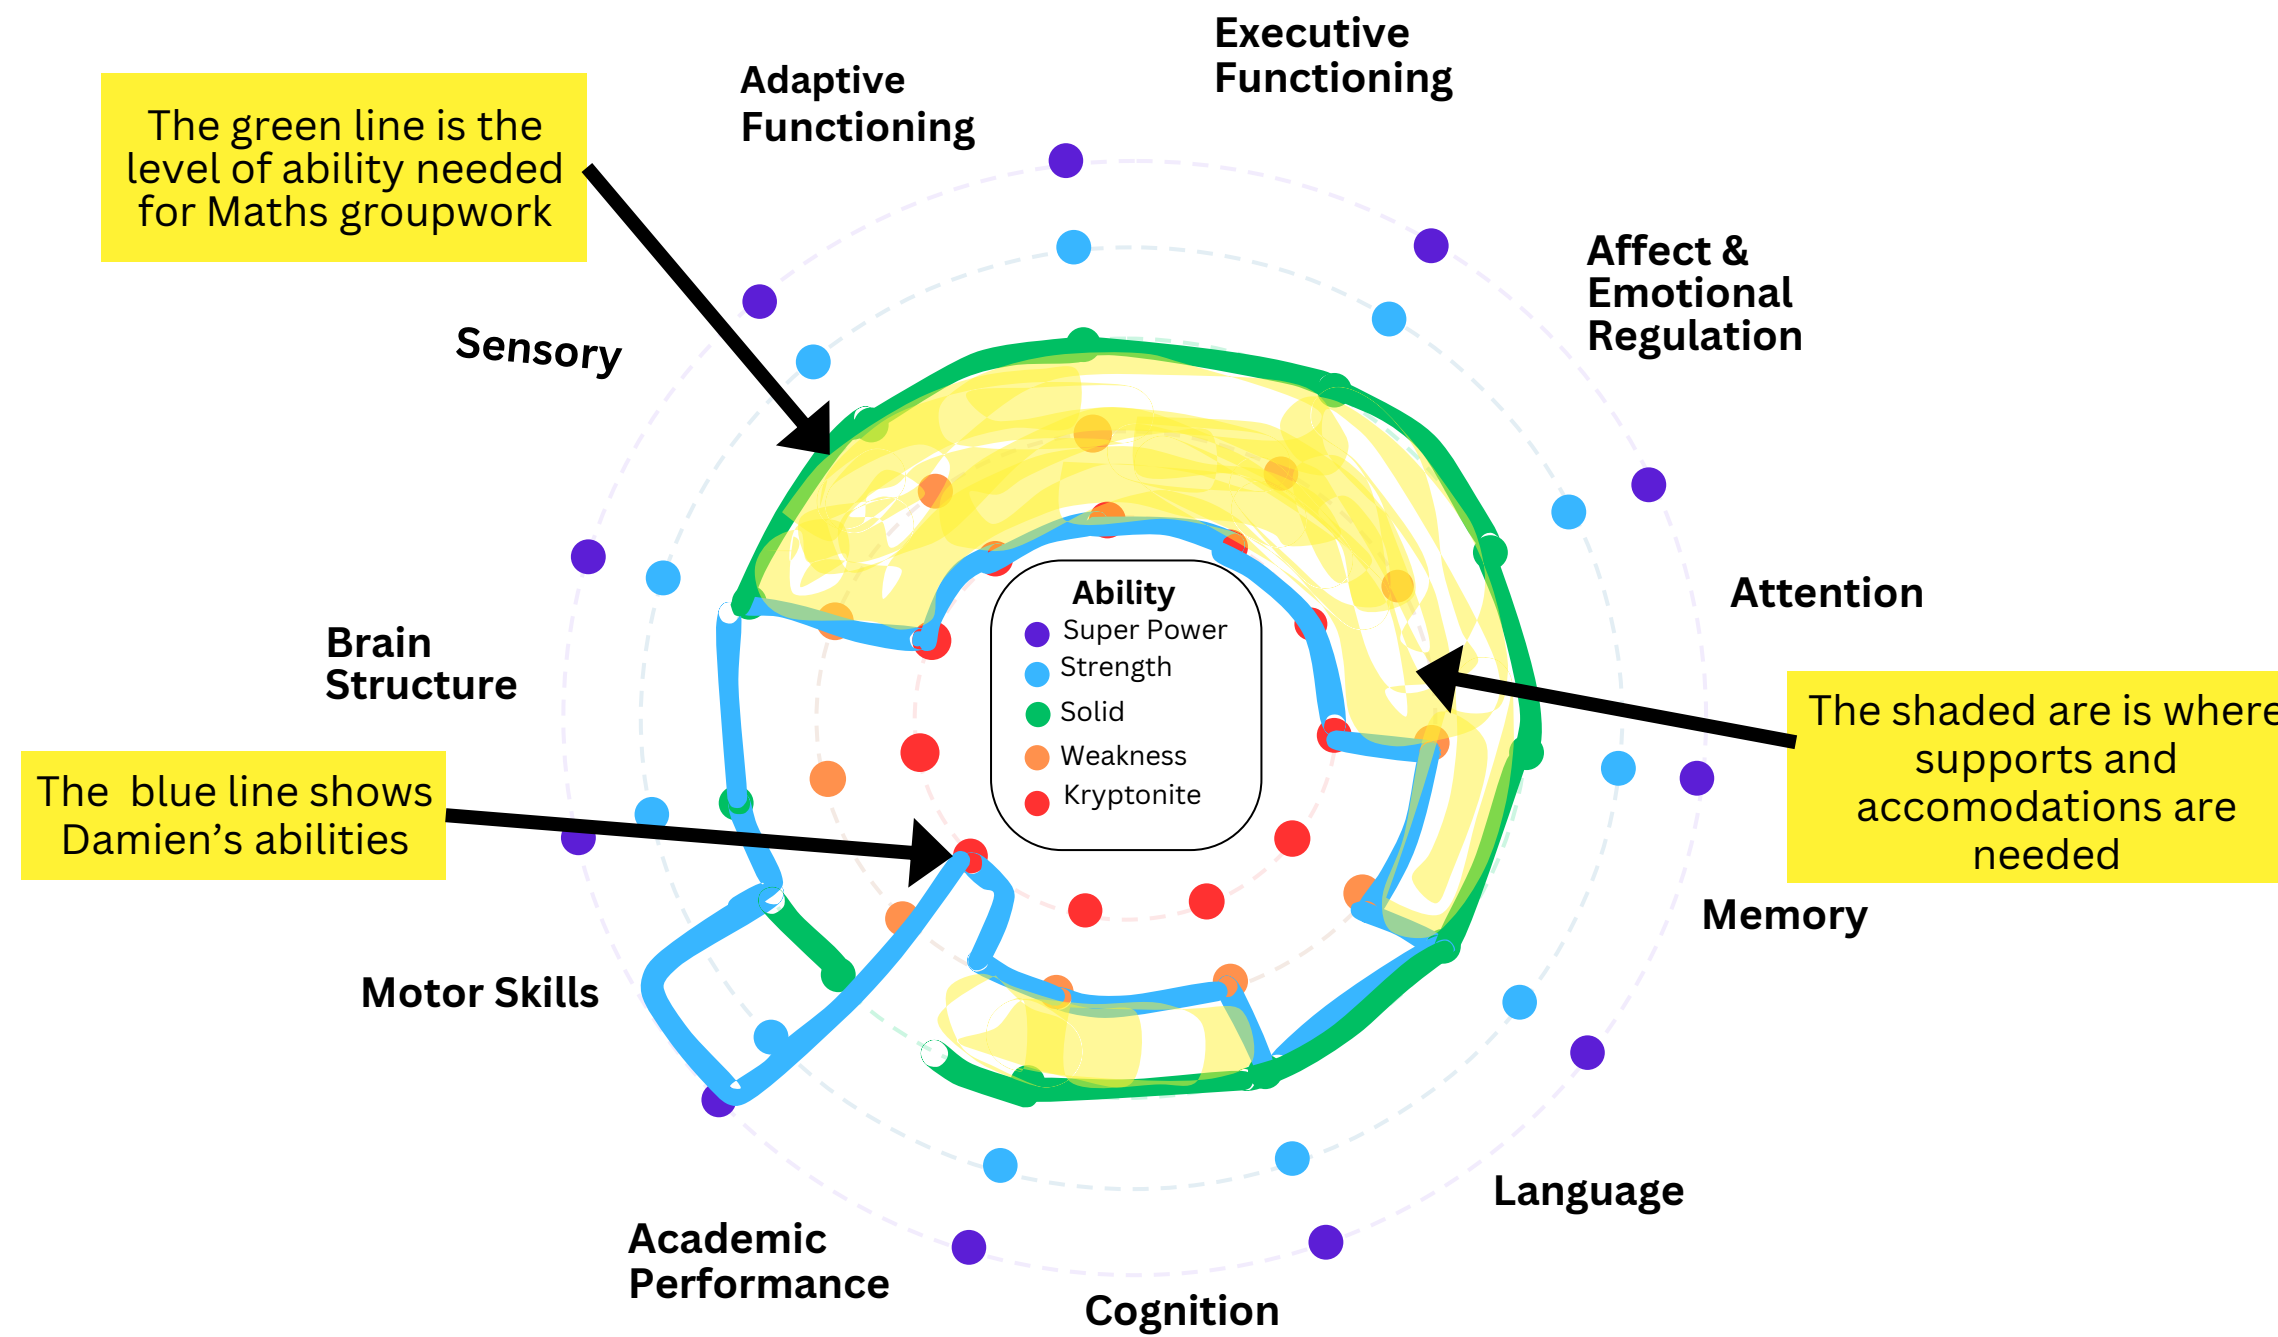 Executive
Functioning
Adaptive
Functioning
The green line is the
level of ability needed
for Maths groupwork
Affect &
Emotional
Regulation
Sensory
Attention
Ability
Super Power
Strength
Solid
Weakness
Kryptonite
Brain
Structure
The shaded are is where
supports and
accomodations are
needed
The blue line shows
Damien’s abilities
Memory
Motor Skills
Language
Academic
Performance
Cognition